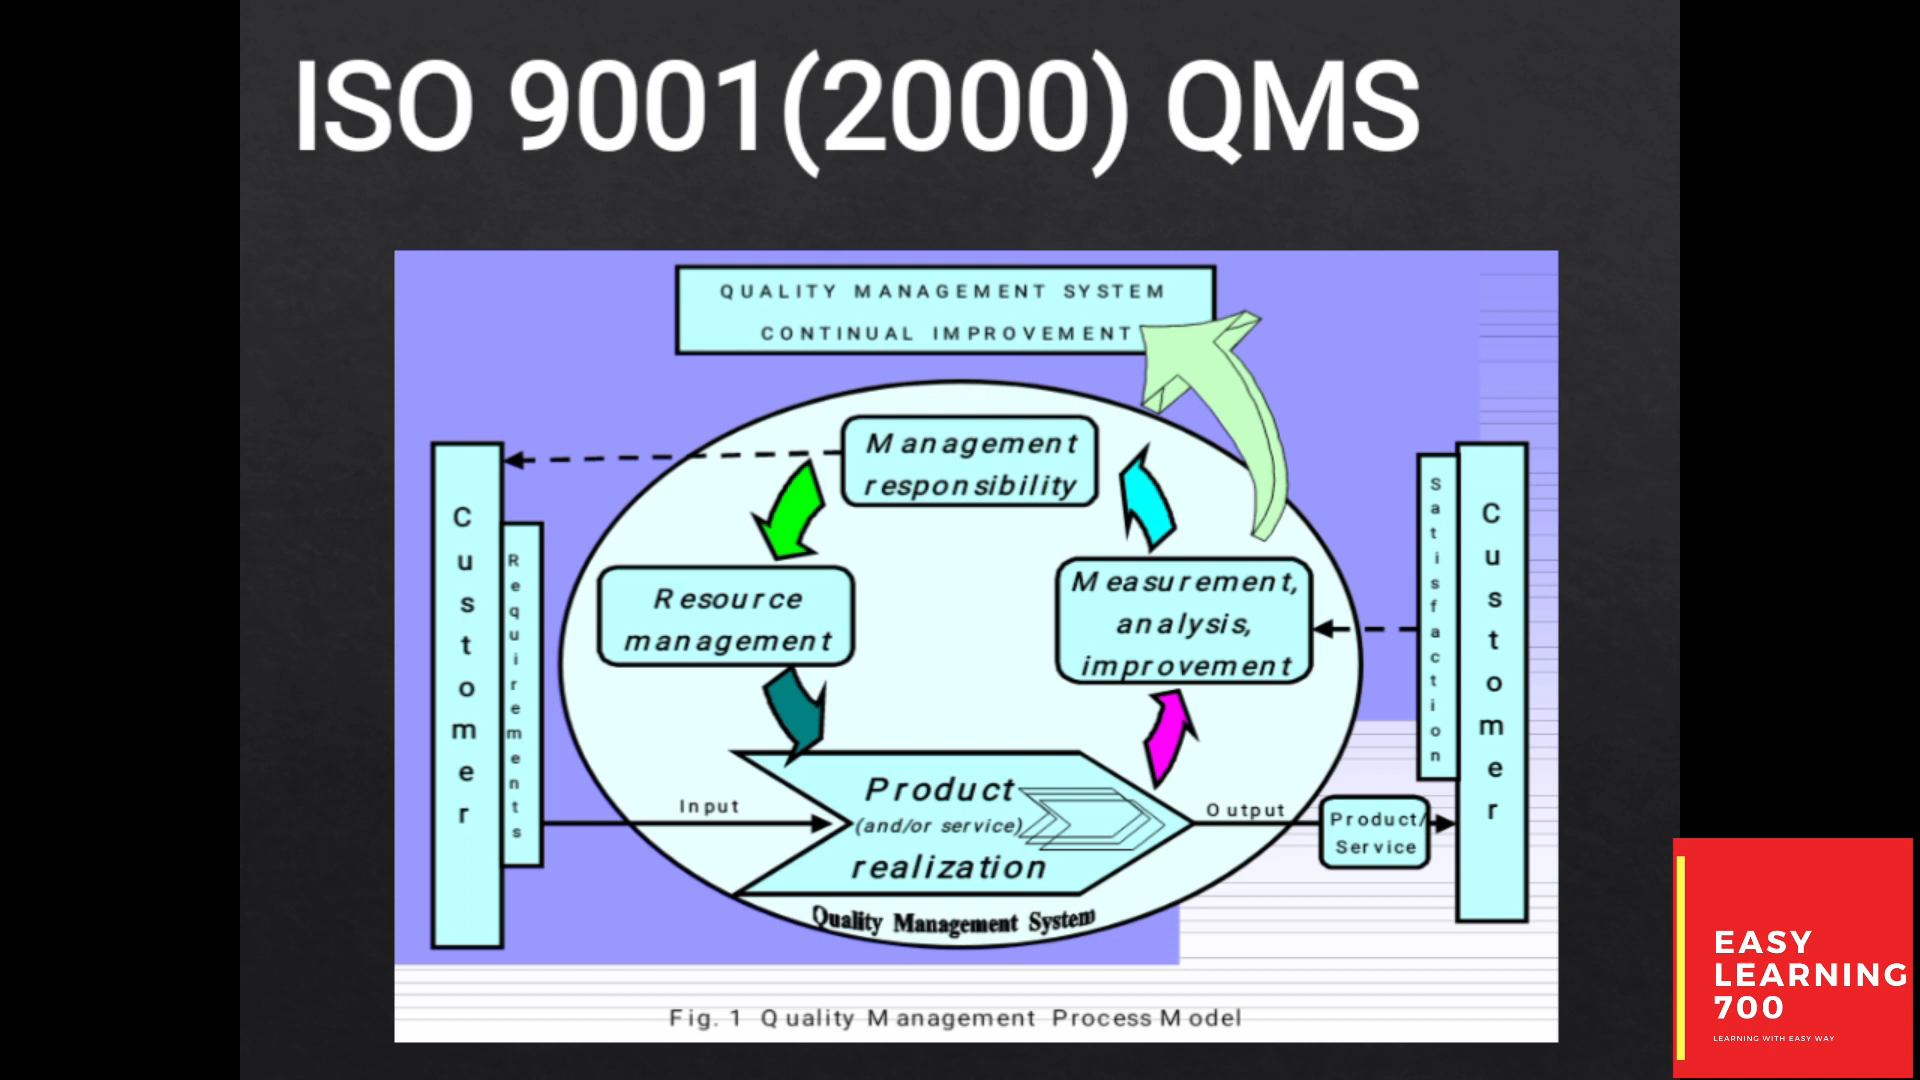 ISO 9001(2000) QMS
QUALITY MANAGEMENT SYSTEM
CONTINUAL IMPROVEMENT
Management
responsibility
Customer
Requirements
Resource
management
Measurement,
analysis,
improvement
Satisfaction
Customer
Input
Product
(and/or service)
realization
Output
Product/
Service
Quality Management System
Fig. 1 Quality Management Process Model
EASY
LEARNING
700
LEARNING WITH EASY WAY